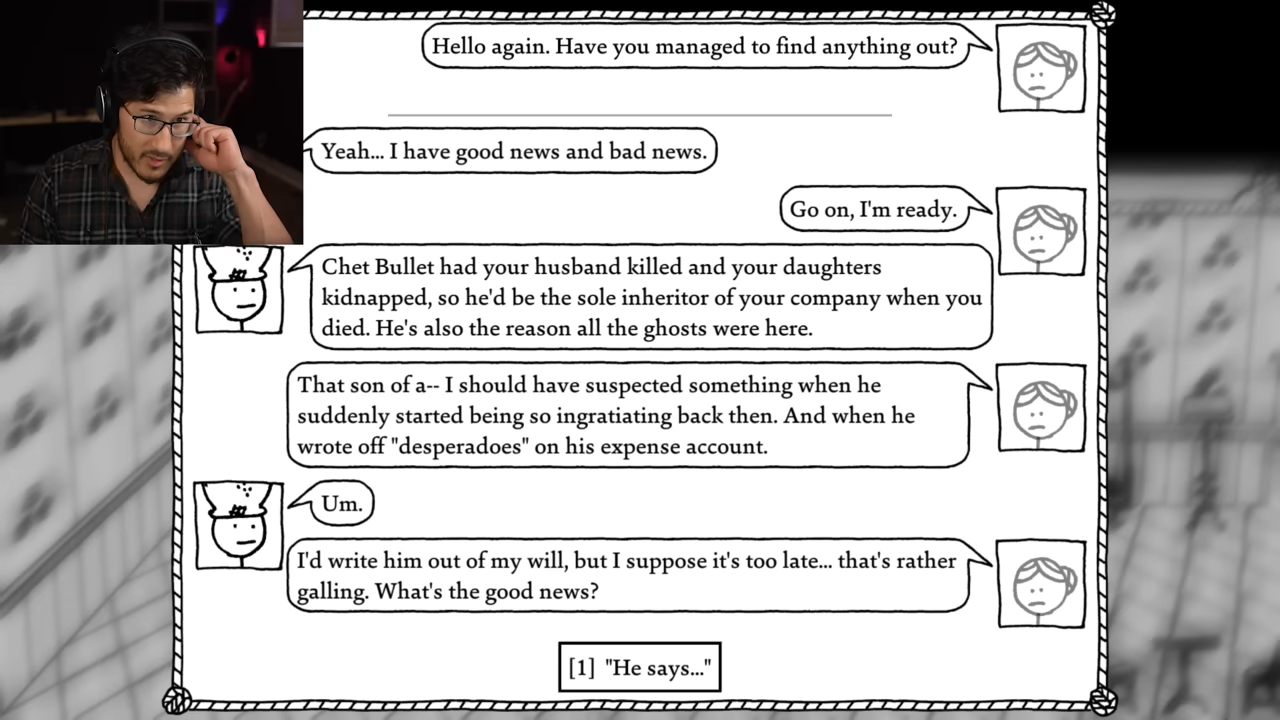 Hello again. Have you managed to find anything out?
Yeah... I have good news and bad news.
Go on, I'm ready.
Chet Bullet had your husband killed and your daughters
kidnapped, so he'd be the sole inheritor of your company when you
died. He's also the reason all the ghosts were here.
That son of a-- I should have suspected something when he
suddenly started being so ingratiating back then. And when he
wrote off "desperadoes" on his expense account.
Um.
I'd write him out of my will, but I suppose it's too late... that's rather
galling. What's the good news?
[1] "He says..."